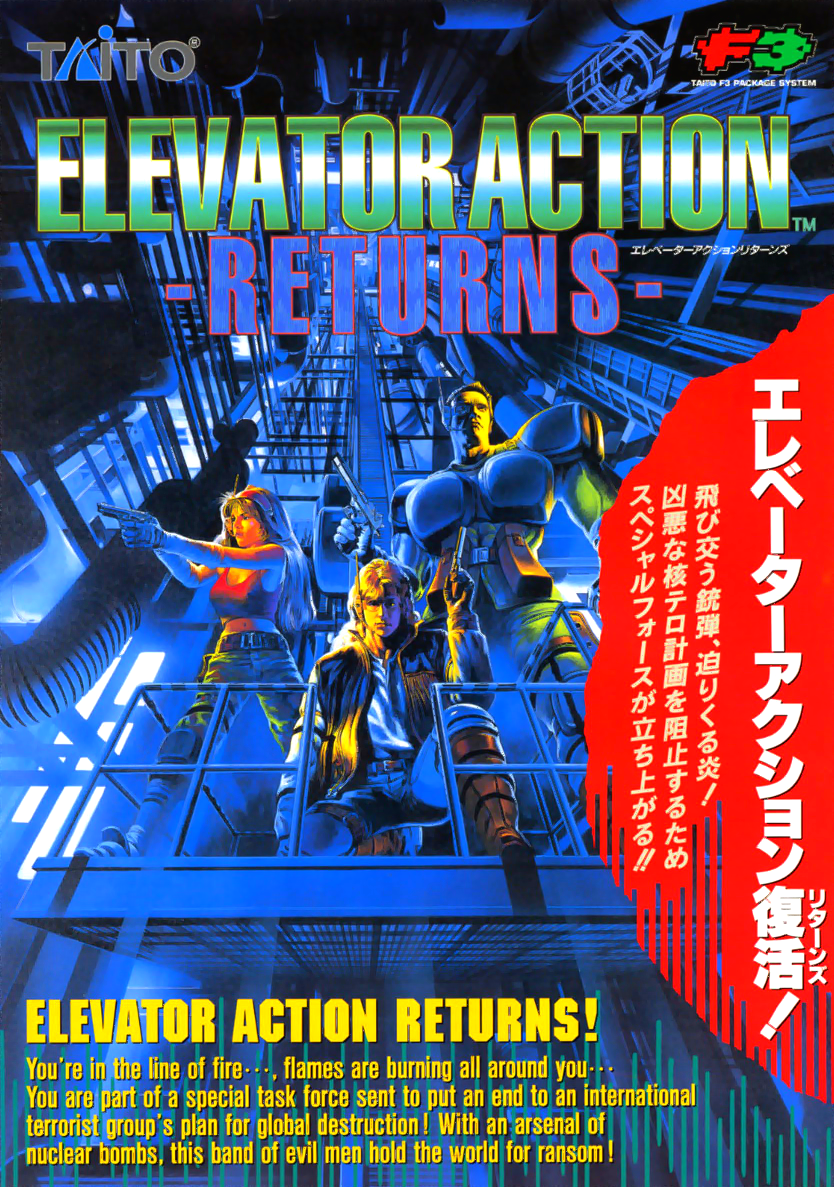 TAITO®
F3
TAITO F3 PACKAGE SYSTEM
ELEVATOR ACTION™
-RETURNS-
エレベーターアクションリターンズ
エレベーターアクション復活!
リターンズ
飛び交う銃弾、迫りくる炎!
凶悪な核テロ計画を阻止するため
スペシャルフォースが立ち上がる!!
ELEVATOR ACTION RETURNS!
You're in the line of fire…, flames are burning all around you…
You are part of a special task force sent to put an end to an international
terrorist group's plan for global destruction! With an arsenal of
nuclear bombs, this band of evil men hold the world for ransom!